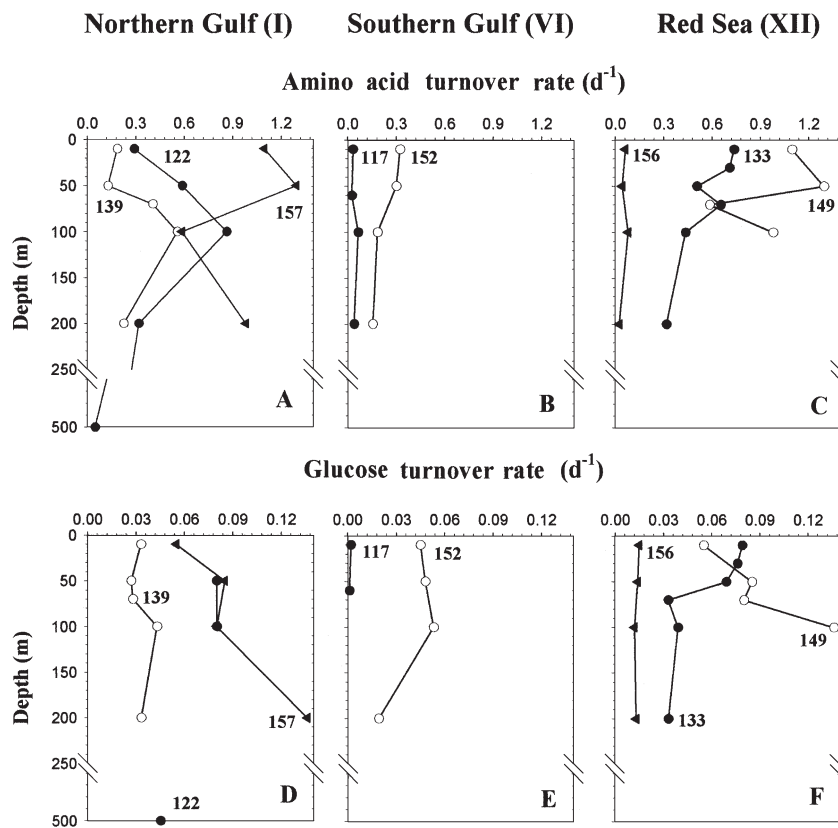 Northern Gulf (I) Southern Gulf (VI) Red Sea (XII)
Amino acid turnover rate (d-1)
0.0 0.3 0.6 0.9 1.2 0.0 0.3 0.6 0.9 1.2 0.0 0.3 0.6 0.9 1.2
Depth (m)
0
50
100
150
200
250
500
122
139
157
A
117
152
B
156
133
149
C
Glucose turnover rate (d-1)
0.00 0.03 0.06 0.09 0.12 0.00 0.03 0.06 0.09 0.12 0.00 0.03 0.06 0.09 0.12
Depth (m)
0
50
100
150
200
250
500
139
157
122
D
117
152
E
156
149
133
F